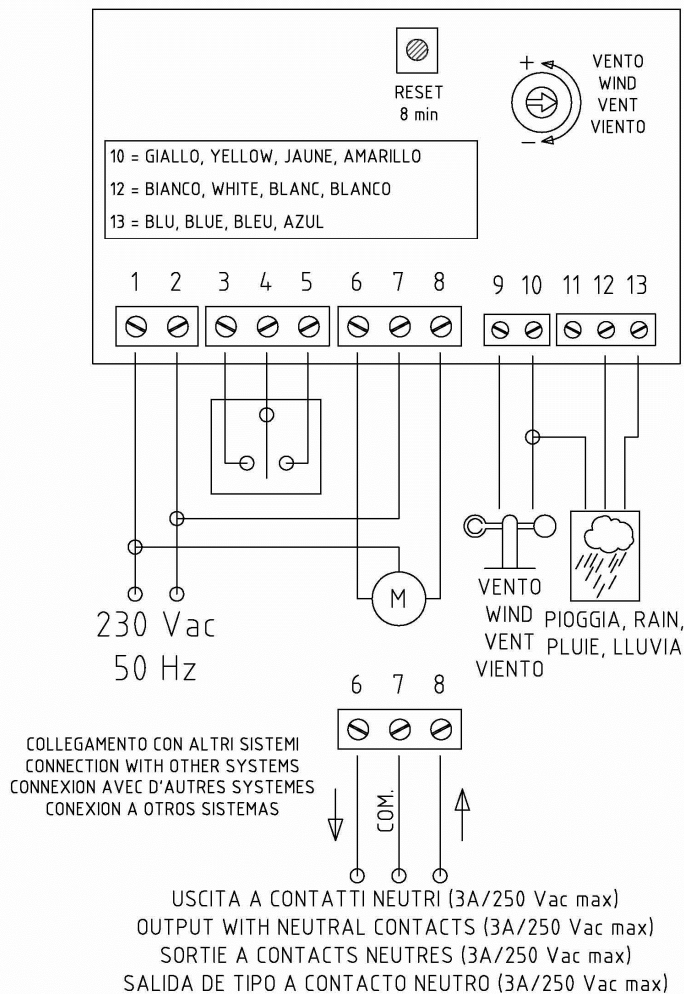 +
VENTO
WIND
VENT
VIENTO
-
RESET
8 min
10 = GIALLO, YELLOW, JAUNE, AMARILLO
12 = BIANCO, WHITE, BLANC, BLANCO
13 = BLU, BLUE, BLEU, AZUL
1 2 3 4 5 6 7 8 9 10 11 12 13
M
230 Vac
50 Hz
VENTO
WIND
VENT
VIENTO
PIOGGIA, RAIN,
PLUIE, LLUVIA
6 7 8
COLLEGAMENTO CON ALTRI SISTEMI
CONNECTION WITH OTHER SYSTEMS
CONNEXION AVEC D'AUTRES SYSTEMES
CONEXION A OTROS SISTEMAS
COM.
USCITA A CONTATTI NEUTRI (3A/250 Vac max)
OUTPUT WITH NEUTRAL CONTACTS (3A/250 Vac max)
SORTIE A CONTACTS NEUTRES (3A/250 Vac max)
SALIDA DE TIPO A CONTACTO NEUTRO (3A/250 Vac max)